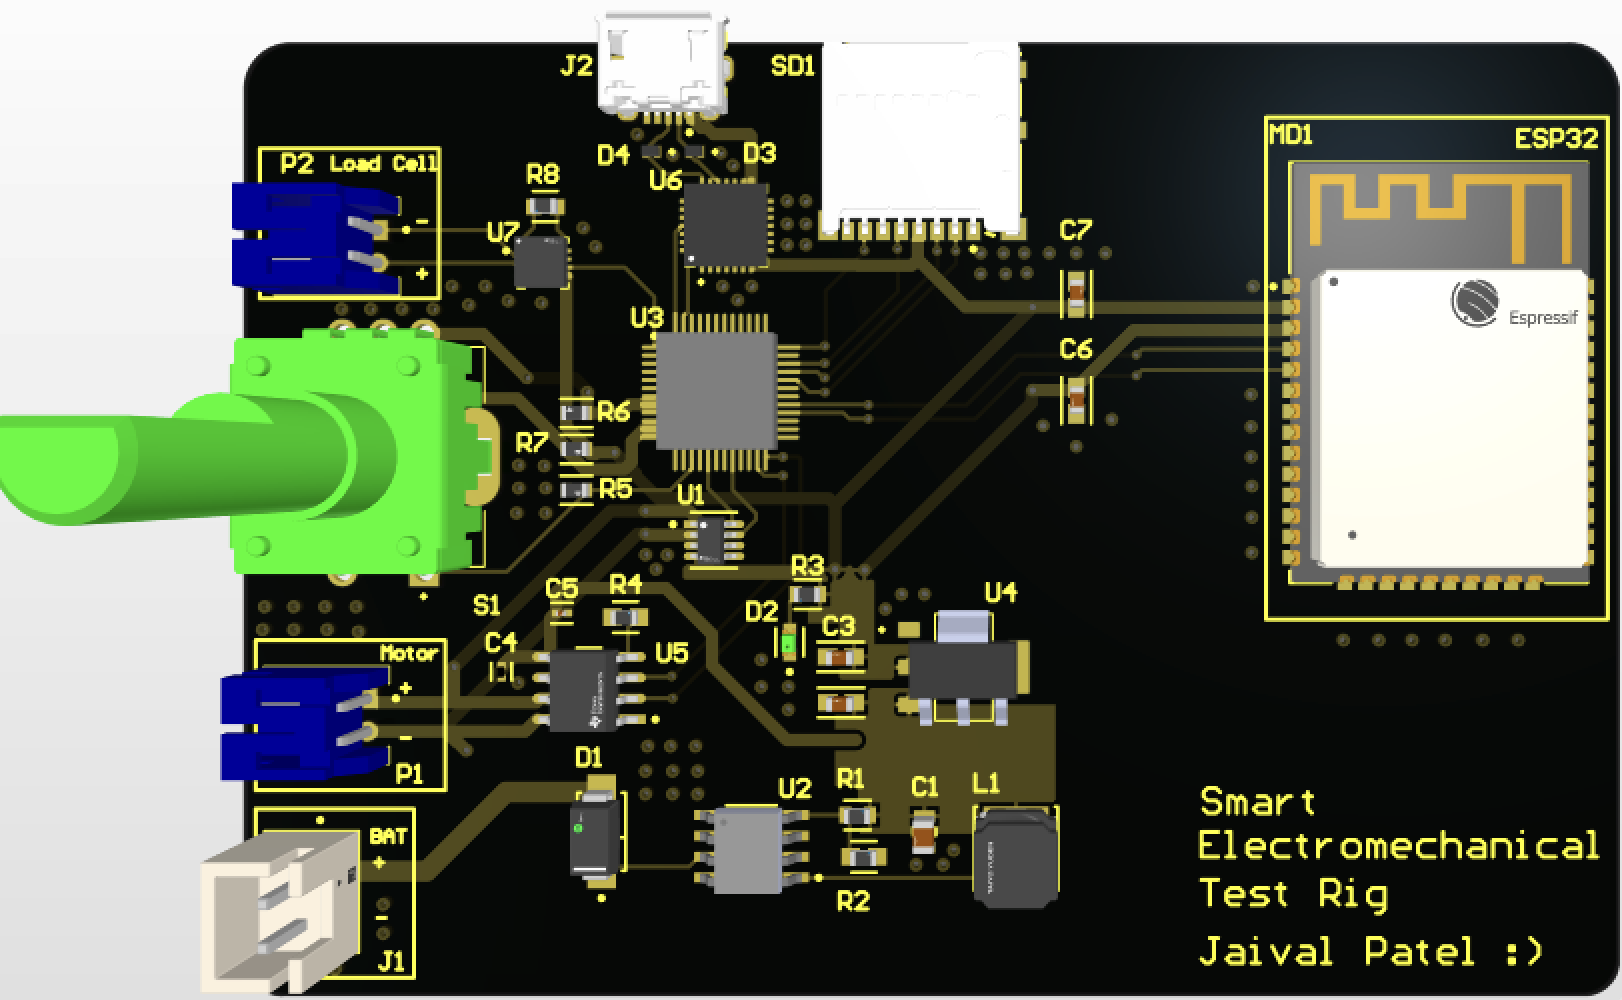 J2
SD1
MD1
ESP32
P2 Load Cell
-
+
R8
D4
D3
U6
U7
C7
Espressif
U3
C6
R6
R7
R5
U1
R3
S1
C5
R4
D2
U4
C3
Motor
+
-
P1
C4
U5
D1
U2
R1
C1
L1
BAT
+
-
J1
R2
Smart
Electromechanical
Test Rig
Jaival Patel :)